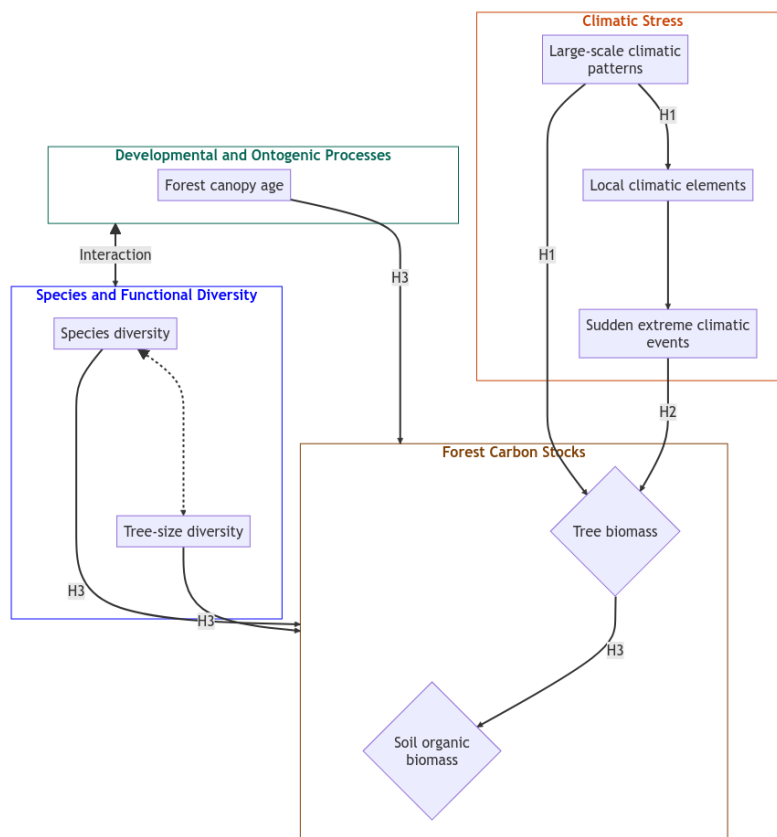 Climatic Stress
Large-scale climatic
patterns
H1
Developmental and Ontogenic Processes
Forest canopy age
Local climatic elements
Interaction
H1
H3
Species and Functional Diversity
Species diversity
Sudden extreme climatic
events
H2
Forest Carbon Stocks
Tree-size diversity
Tree biomass
H3
H3
H3
Soil organic
biomass